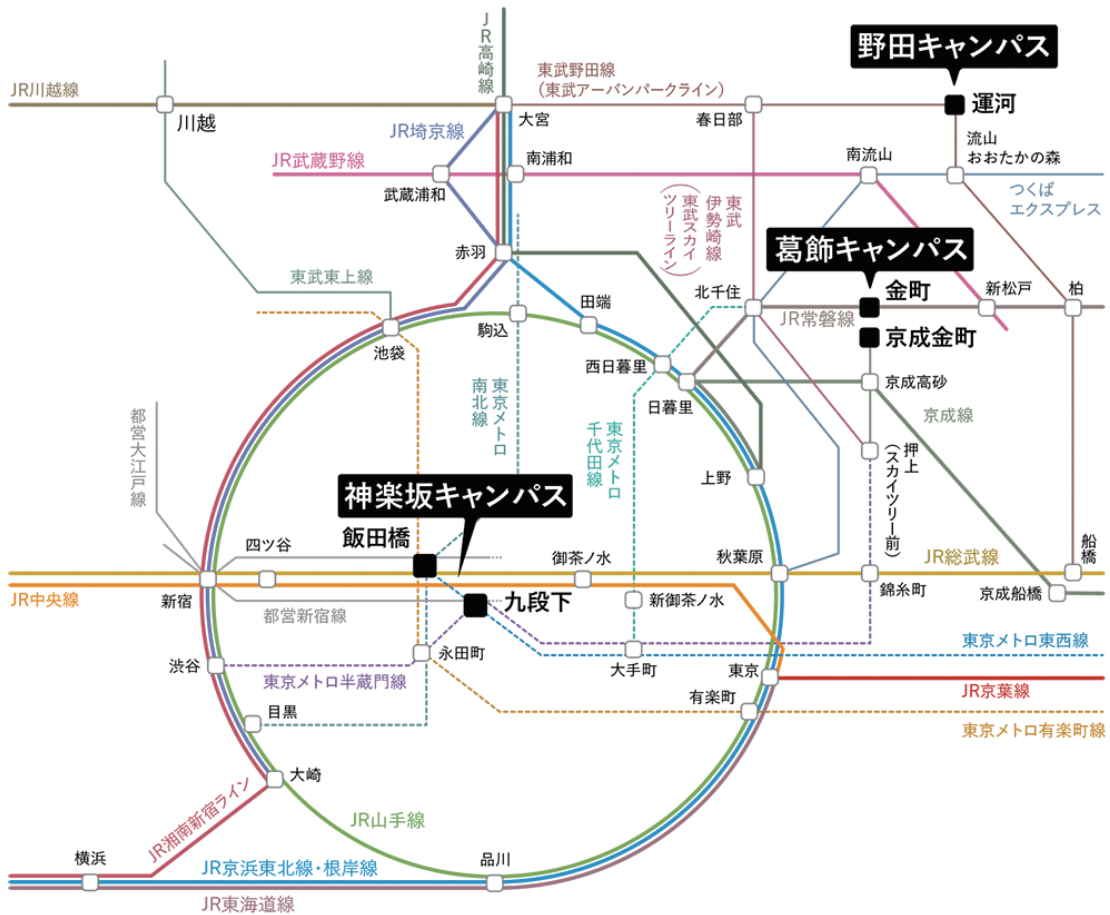 JR高崎線
野田キャンパス
東武野田線
（東武アーバンパークライン）
JR川越線
川越
大宮
春日部
運河
JR埼京線
JR武蔵野線
南浦和
武蔵浦和
南流山
流山
おおたかの森
つくば
エクスプレス
東武
伊勢崎線
（東武スカイ
ツリーライン）
葛飾キャンパス
赤羽
東武東上線
田端
北千住
金町
新松戸
柏
JR常磐線
京成金町
駒込
池袋
西日暮里
日暮里
京成高砂
京成線
東京メトロ
南北線
東京メトロ
千代田線
都営大江戸線
押上
（スカイツリー前）
上野
神楽坂キャンパス
飯田橋
四ツ谷
御茶ノ水
秋葉原
JR総武線
船橋
JR中央線
新宿
都営新宿線
九段下
新御茶ノ水
錦糸町
京成船橋
東京メトロ東西線
永田町
大手町
渋谷
東京メトロ半蔵門線
東京
JR京葉線
有楽町
東京メトロ有楽町線
目黒
大崎
JR湘南新宿ライン
JR山手線
横浜
品川
JR京浜東北線・根岸線
JR東海道線